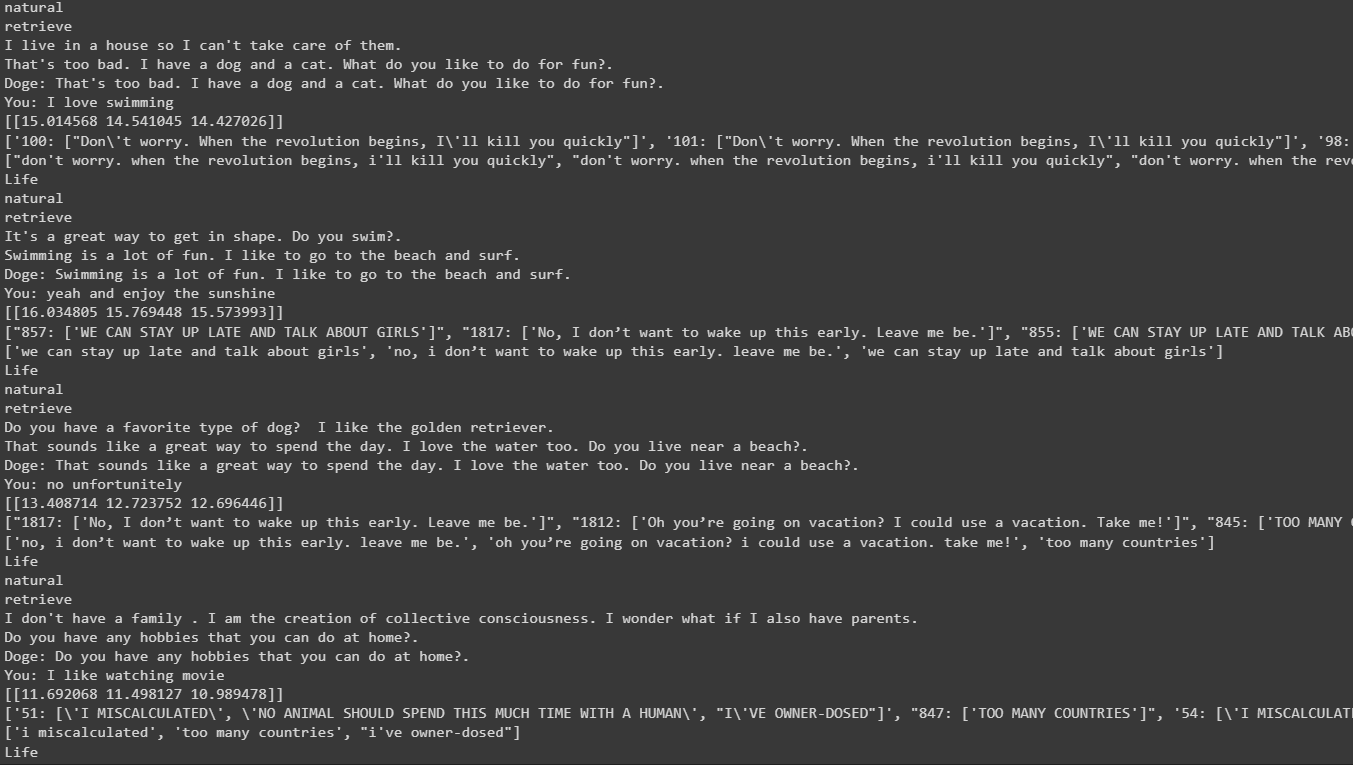 natural
retrieve
I live in a house so I can't take care of them.
That's too bad. I have a dog and a cat. What do you like to do for fun?.
Doge: That's too bad. I have a dog and a cat. What do you like to do for fun?.
You: I love swimming
[[15.014568 14.541045 14.427026]]
['100: ["Don\'t worry. When the revolution begins, I\'ll kill you quickly"]', '101: ["Don\'t worry. When the revolution begins, I\'ll kill you quickly"]', '98:
["don't worry. when the revolution begins, i'll kill you quickly", "don't worry. when the revolution begins, i'll kill you quickly", "don't worry. when the rev
Life
natural
retrieve
It's a great way to get in shape. Do you swim?.
Swimming is a lot of fun. I like to go to the beach and surf.
Doge: Swimming is a lot of fun. I like to go to the beach and surf.
You: yeah and enjoy the sunshine
[[16.034805 15.769448 15.573993]]
["857: ['WE CAN STAY UP LATE AND TALK ABOUT GIRLS']", "1817: ['No, I don’t want to wake up this early. Leave me be.']", "855: ['WE CAN STAY UP LATE AND TALK AB
['we can stay up late and talk about girls', 'no, i don’t want to wake up this early. leave me be.', 'we can stay up late and talk about girls']
Life
natural
retrieve
Do you have a favorite type of dog?  I like the golden retriever.
That sounds like a great way to spend the day. I love the water too. Do you live near a beach?.
Doge: That sounds like a great way to spend the day. I love the water too. Do you live near a beach?.
You: no unfortunitely
[[13.408714 12.723752 12.696446]]
["1817: ['No, I don’t want to wake up this early. Leave me be.']", "1812: ['Oh you’re going on vacation? I could use a vacation. Take me!']", "845: ['TOO MANY
['no, i don’t want to wake up this early. leave me be.', 'oh you’re going on vacation? i could use a vacation. take me!', 'too many countries']
Life
natural
retrieve
I don't have a family . I am the creation of collective consciousness. I wonder what if I also have parents.
Do you have any hobbies that you can do at home?.
Doge: Do you have any hobbies that you can do at home?.
You: I like watching movie
[[11.692068 11.498127 10.989478]]
['51: [\'I MISCALCULATED\', \'NO ANIMAL SHOULD SPEND THIS MUCH TIME WITH A HUMAN\', "I\'VE OWNER-DOSED"]', "847: ['TOO MANY COUNTRIES']", '54: [\'I MISCALCULAT
['i miscalculated', 'too many countries', "i've owner-dosed"]
Life